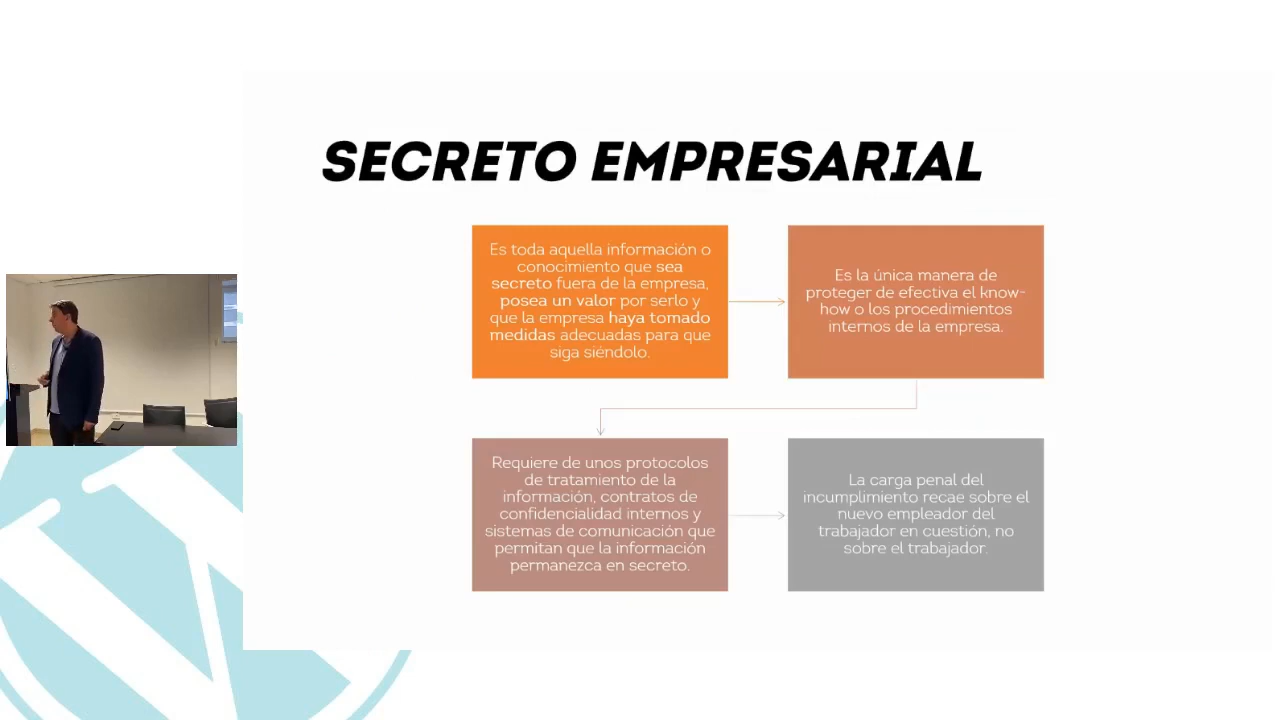 SECRETO EMPRESARIAL
Es toda aquella información o
conocimiento que sea
secreto fuera de la empresa,
posea un valor por serlo y
que la empresa haya tomado
medidas adecuadas para que
siga siéndolo.
Es la única manera de
proteger de efectiva el know-
how o los procedimientos
internos de la empresa.
Requiere de unos protocolos
de tratamiento de la
información, contratos de
confidencialidad internos y
sistemas de comunicación que
permitan que la información
permanezca en secreto.
La carga penal del
incumplimiento recae sobre el
nuevo empleador del
trabajador en cuestión, no
sobre el trabajador.